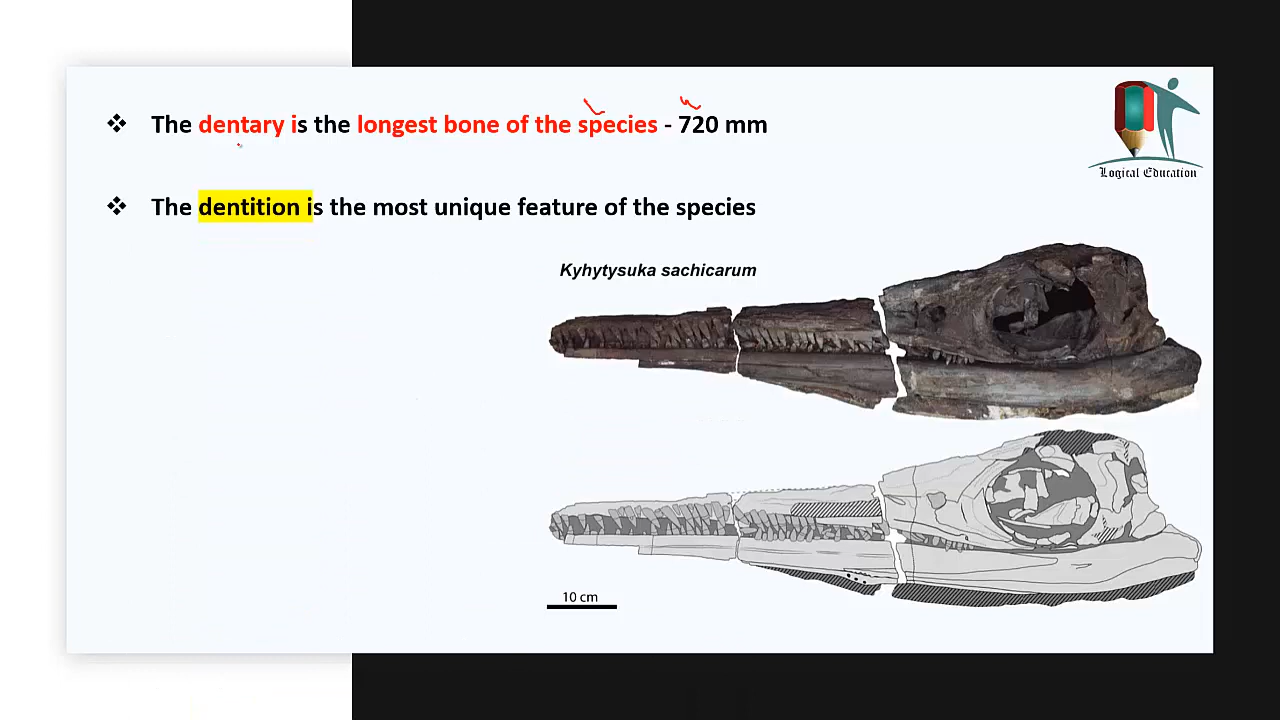 The dentary is the longest bone of the species - 720 mm
Logical Education
The dentition is the most unique feature of the species
Kyhytysuka sachicarum
10 cm